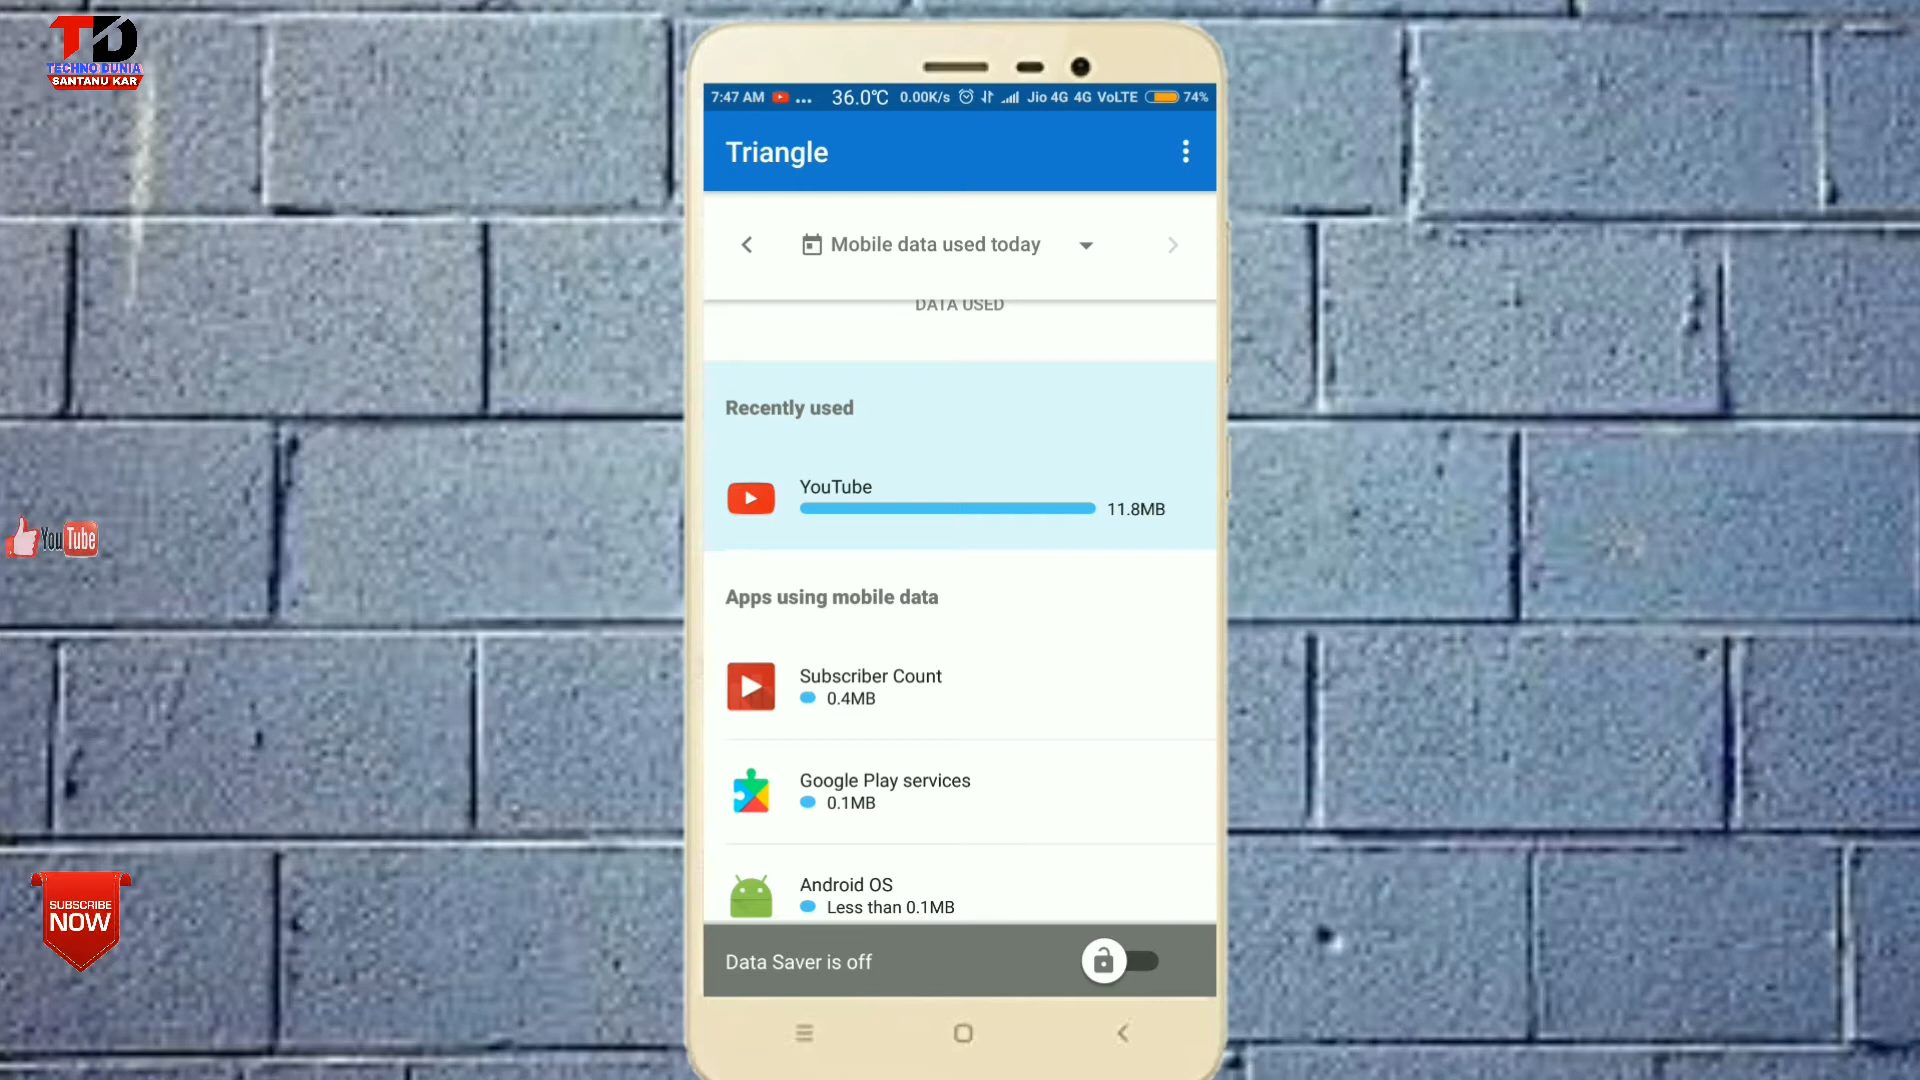 TD
TECHNO DUNIA
SANTANU KAR
7:47 AM ... 36.0℃ 0.00K/s Jio 4G 4G VoLTE 74%
Triangle
Mobile data used today
DATA USED
Recently used
YouTube
11.8MB
You Tube
Apps using mobile data
Subscriber Count
0.4MB
Google Play services
0.1MB
Android OS
Less than 0.1MB
SUBSCRIBE
NOW
Data Saver is off